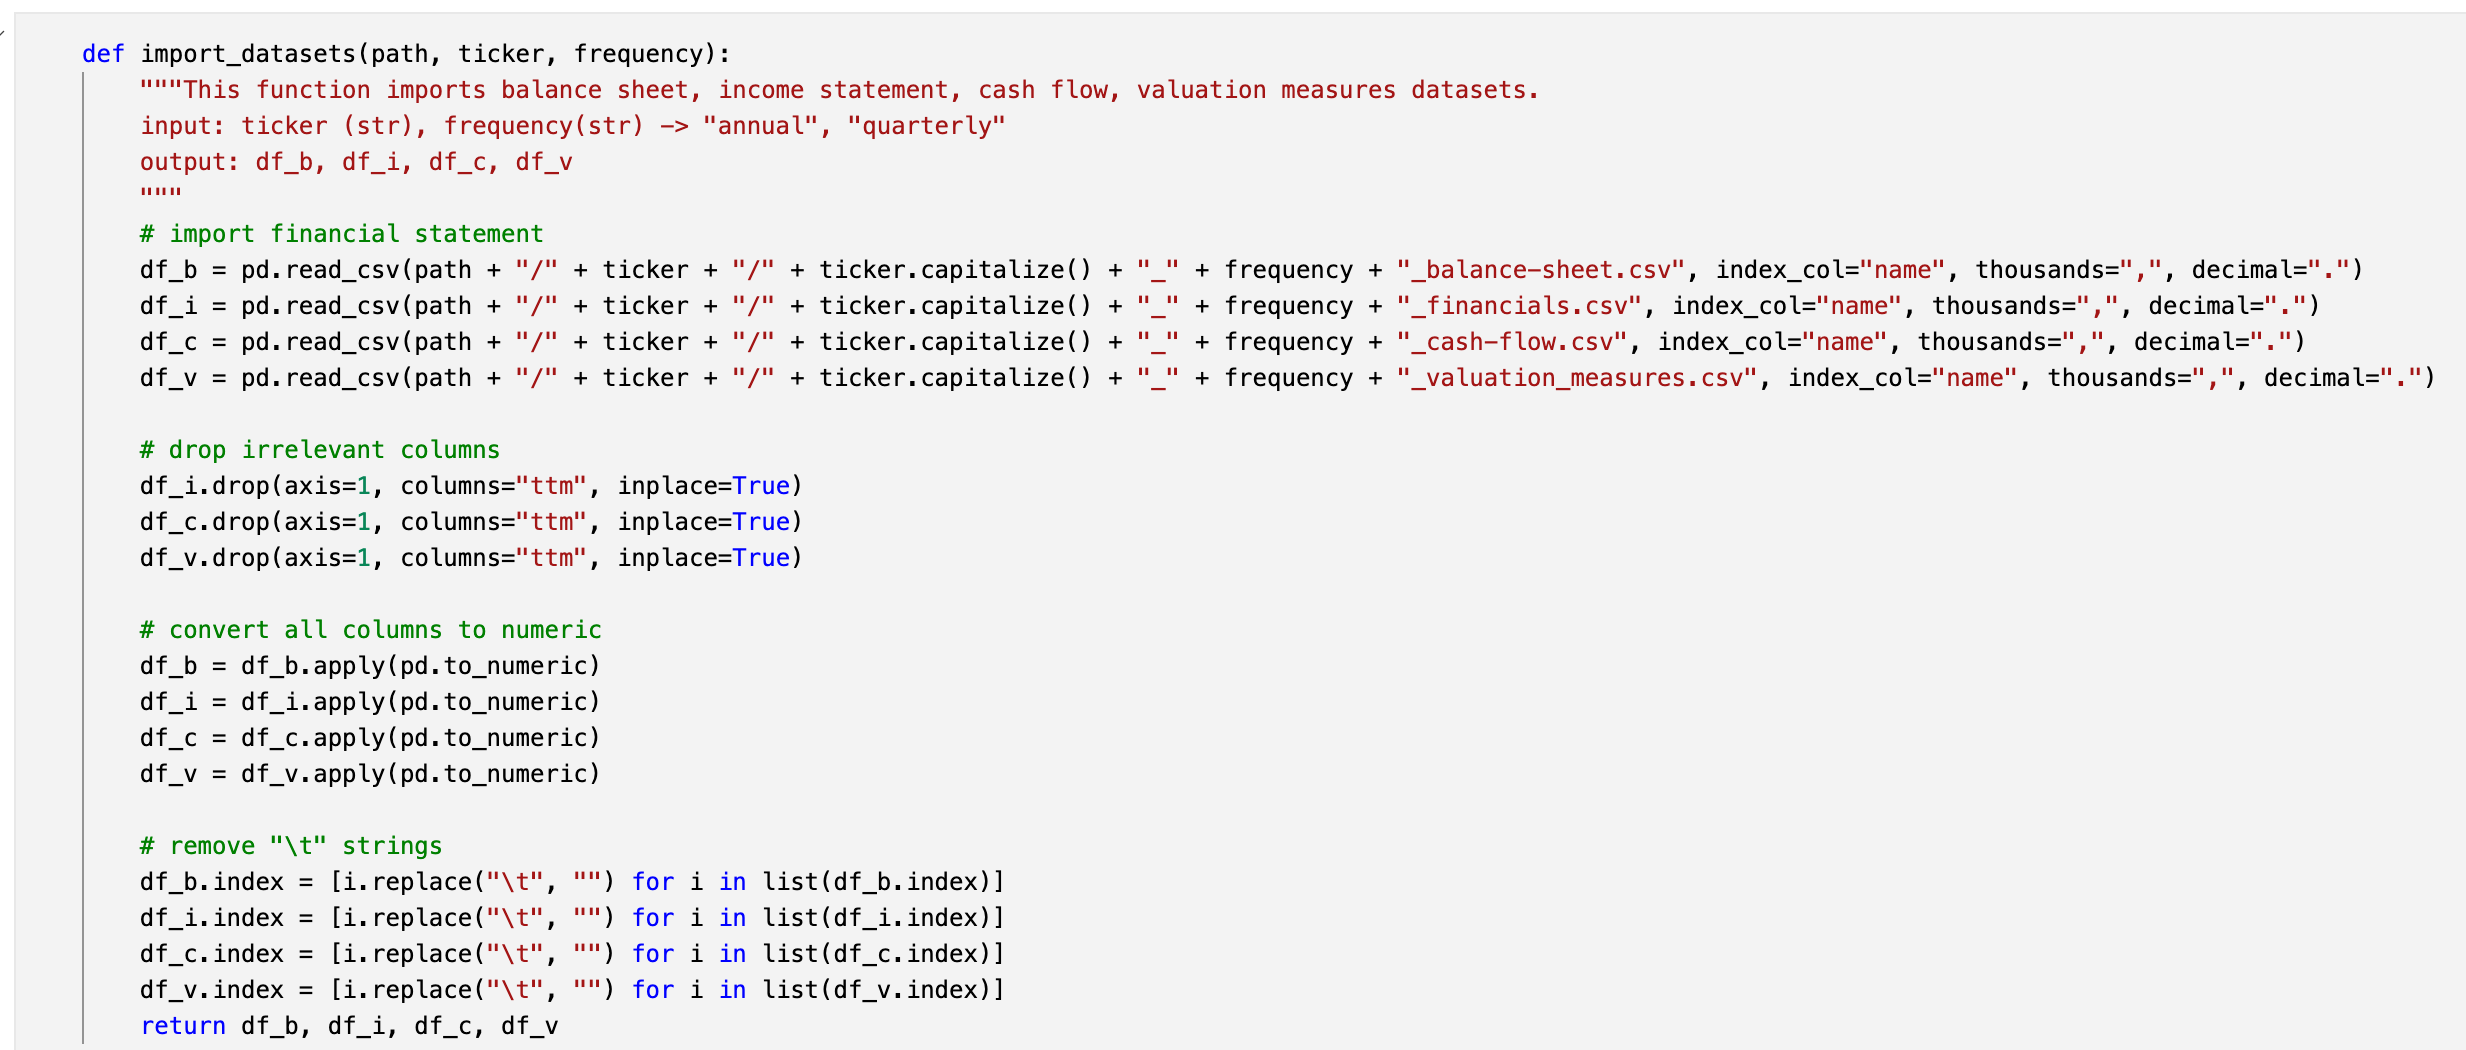 def import_datasets(path, ticker, frequency):
    """This function imports balance sheet, income statement, cash flow, valuation measures datasets.
    input: ticker (str), frequency(str) -> "annual", "quarterly"
    output: df_b, df_i, df_c, df_v
    """
    # import financial statement
    df_b = pd.read_csv(path + "/" + ticker + "/" + ticker.capitalize() + "_" + frequency + "_balance-sheet.csv", index_col="name", thousands=",", decimal=".")
    df_i = pd.read_csv(path + "/" + ticker + "/" + ticker.capitalize() + "_" + frequency + "_financials.csv", index_col="name", thousands=",", decimal=".")
    df_c = pd.read_csv(path + "/" + ticker + "/" + ticker.capitalize() + "_" + frequency + "_cash-flow.csv", index_col="name", thousands=",", decimal=".")
    df_v = pd.read_csv(path + "/" + ticker + "/" + ticker.capitalize() + "_" + frequency + "_valuation_measures.csv", index_col="name", thousands=",", decimal=".")

    # drop irrelevant columns
    df_i.drop(axis=1, columns="ttm", inplace=True)
    df_c.drop(axis=1, columns="ttm", inplace=True)
    df_v.drop(axis=1, columns="ttm", inplace=True)

    # convert all columns to numeric
    df_b = df_b.apply(pd.to_numeric)
    df_i = df_i.apply(pd.to_numeric)
    df_c = df_c.apply(pd.to_numeric)
    df_v = df_v.apply(pd.to_numeric)

    # remove "\t" strings
    df_b.index = [i.replace("\t", "") for i in list(df_b.index)]
    df_i.index = [i.replace("\t", "") for i in list(df_i.index)]
    df_c.index = [i.replace("\t", "") for i in list(df_c.index)]
    df_v.index = [i.replace("\t", "") for i in list(df_v.index)]
    return df_b, df_i, df_c, df_v